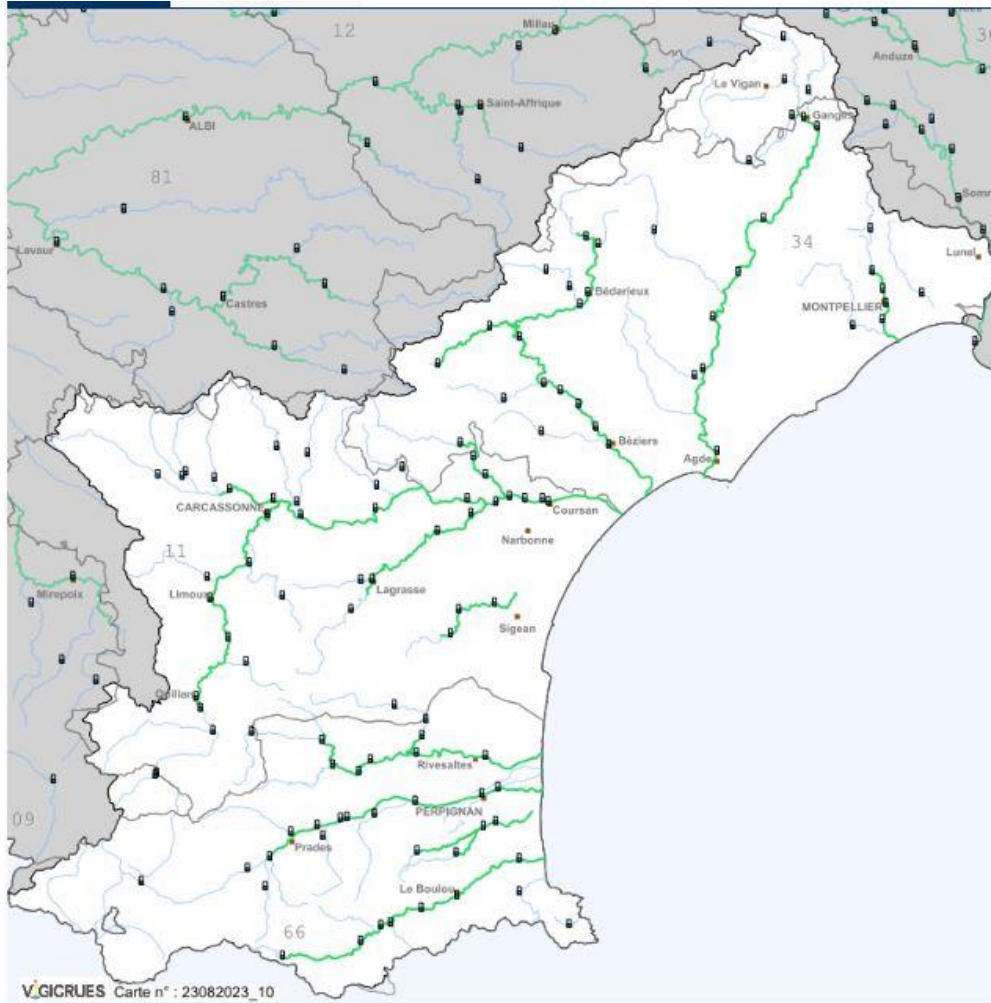 Millau
12
30
Anduze
Le Vigan
Saint-Affrique
Ganges
ALBI
81
Lavaur
34
Lunel
Castres
Bédarieux
MONTPELLIER
Béziers
Agde
CARCASSONNE
Coursan
Narbonne
11
Mirepoix
Limoux
Lagrasse
Sigean
Quillan
Rivesaltes
09
PERPIGNAN
Prades
Le Boulou
66
VIGICRUES Carte n° : 23082023_10